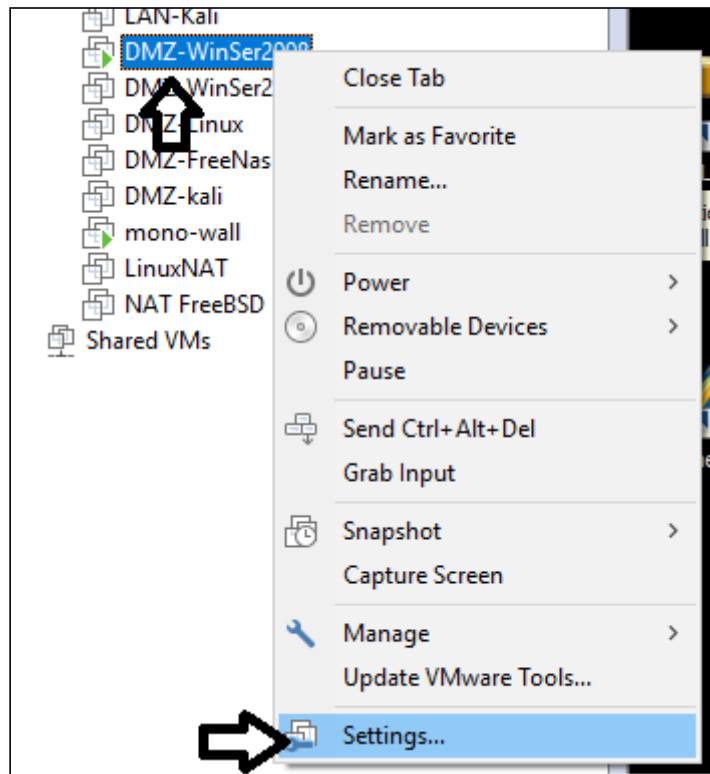 LAN-Kali
DMZ-WinSer2008
DMZ-WinSer2
DMZ-Linux
DMZ-FreeNas
DMZ-kali
mono-wall
LinuxNAT
NAT FreeBSD
Shared VMs
Close Tab
Mark as Favorite
Rename...
Remove
Power
Removable Devices
Pause
Send Ctrl+Alt+Del
Grab Input
Snapshot
Capture Screen
Manage
Update VMware Tools...
Settings...